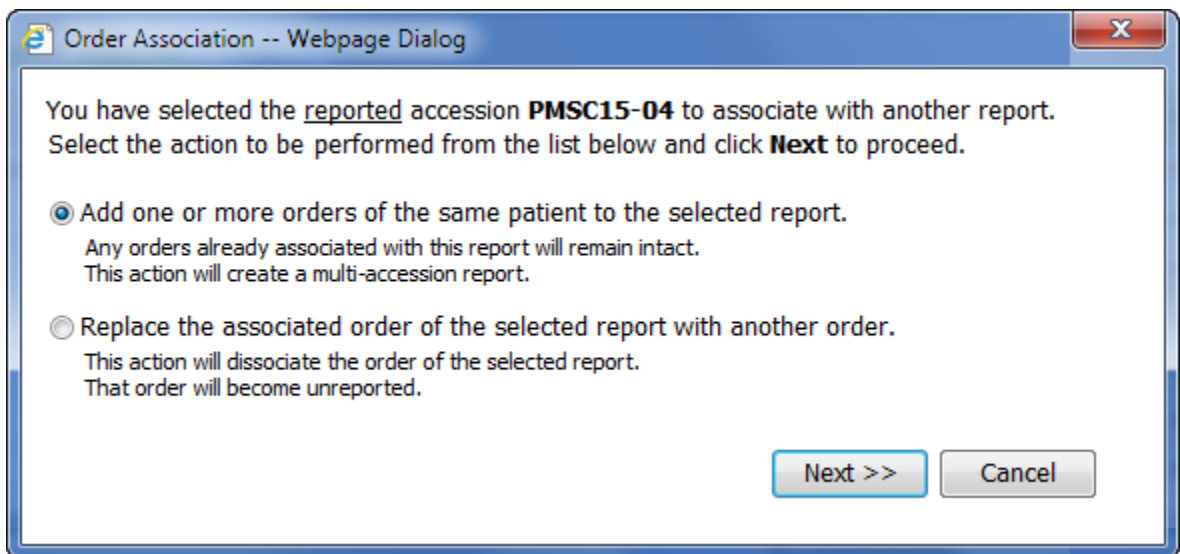 Order Association -- Webpage Dialog
You have selected the reported accession PMSC15-04 to associate with another report.
Select the action to be performed from the list below and click Next to proceed.
Add one or more orders of the same patient to the selected report.
Any orders already associated with this report will remain intact.
This action will create a multi-accession report.
Replace the associated order of the selected report with another order.
This action will dissociate the order of the selected report.
That order will become unreported.
Next >> Cancel